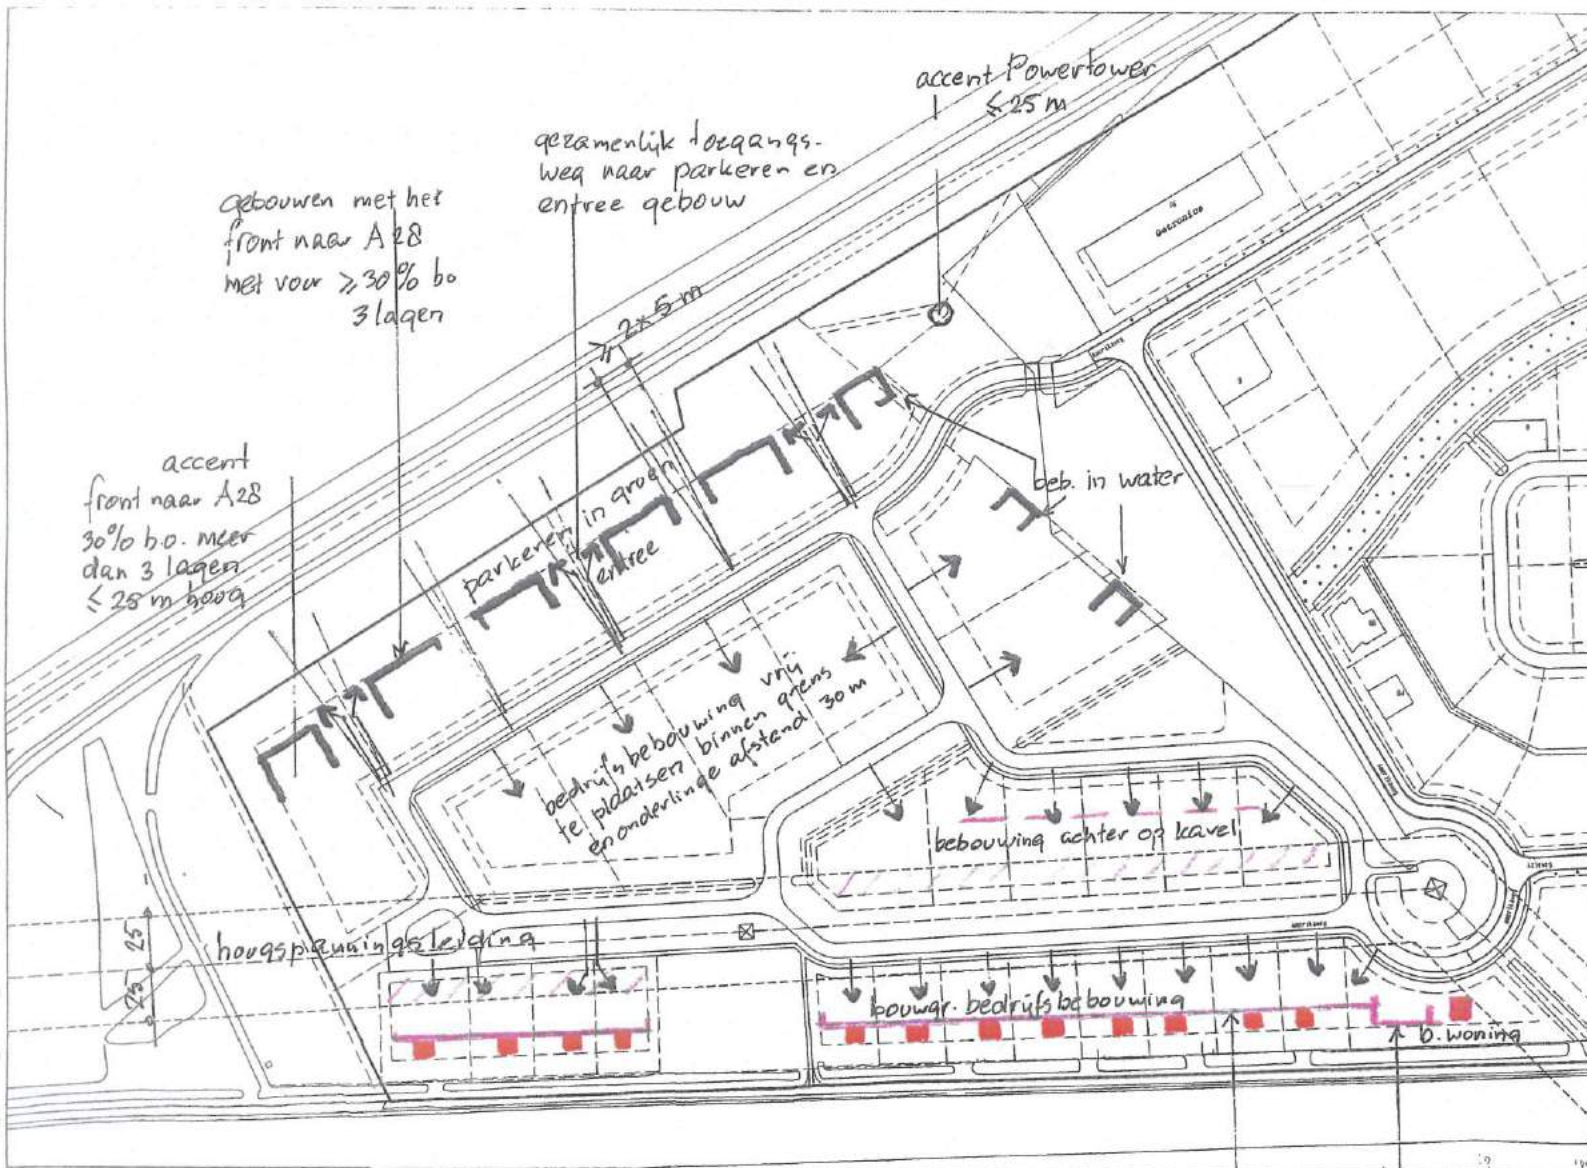 accent Powertower
≤ 25 m
gezamenlijk toegangs-
weg naar parkeren en
entree gebouw
gebouwen met het
front naar A28
met voor ≥ 30% bo
3 lagen
≥ 2 x 5 m
accent
front naar A28
30% b.o. meer
dan 3 lagen
≤ 25 m hoog
parkeren in groen
entree
beb. in water
bedrijfsbebouwing vrij
te plaatsen binnen grens
en onderlinge afstand 30 m
bebouwing achter op kavel
hoogspanningsleiding
25 25
bouwgr. bedrijfsbebouwing
b. woning